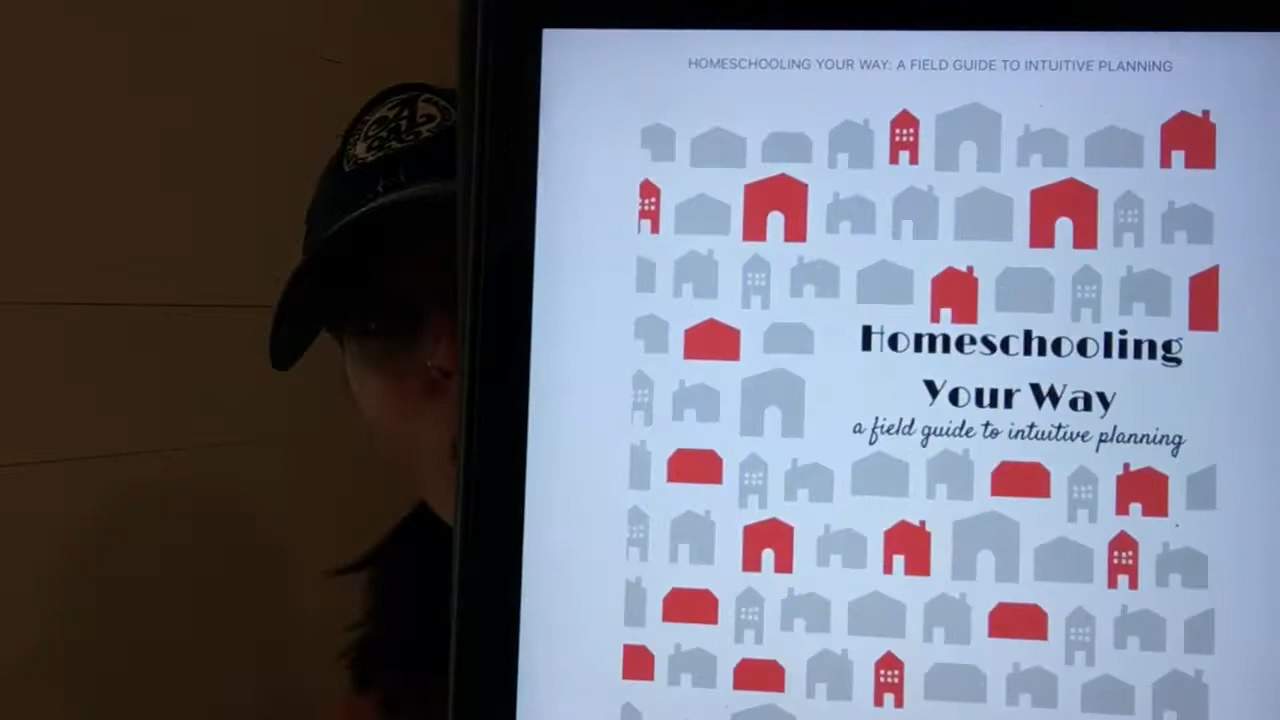 HOMESCHOOLING YOUR WAY: A FIELD GUIDE TO INTUITIVE PLANNING
Homeschooling
Your Way
a field guide to intuitive planning